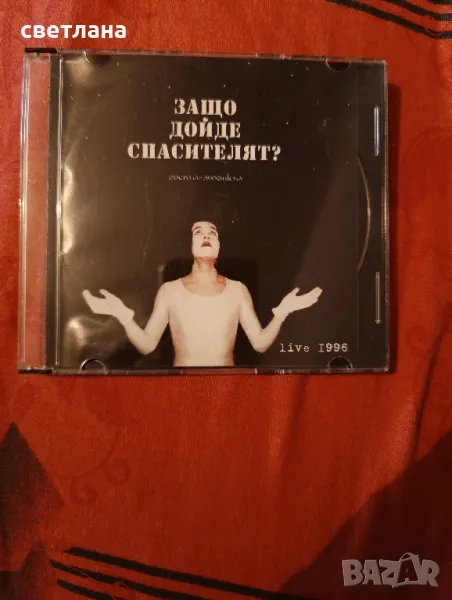 светлана
ЗАЩО
ДОЙДЕ
СПАСИТЕЛЯТ?
live 1996
BAZAR